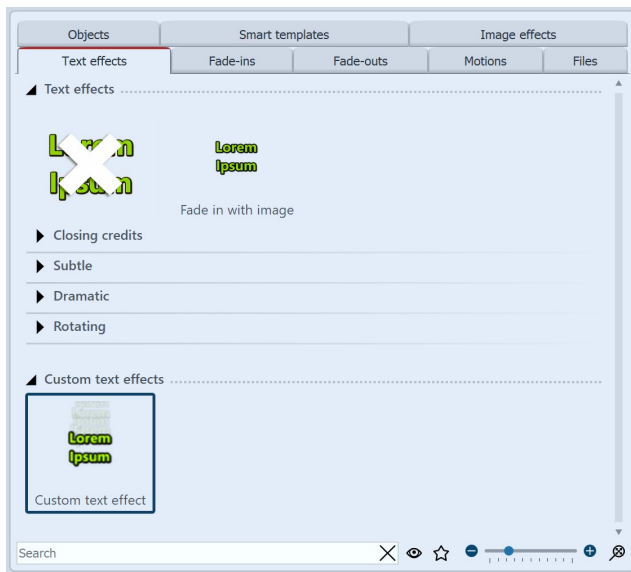 Objects
Smart templates
Image effects
Text effects
Fade-ins
Fade-outs
Motions
Files
Text effects
Lorem
Ipsum
Lorem
Ipsum
Fade in with image
Closing credits
Subtle
Dramatic
Rotating
Custom text effects
Lorem
Ipsum
Custom text effect
Search